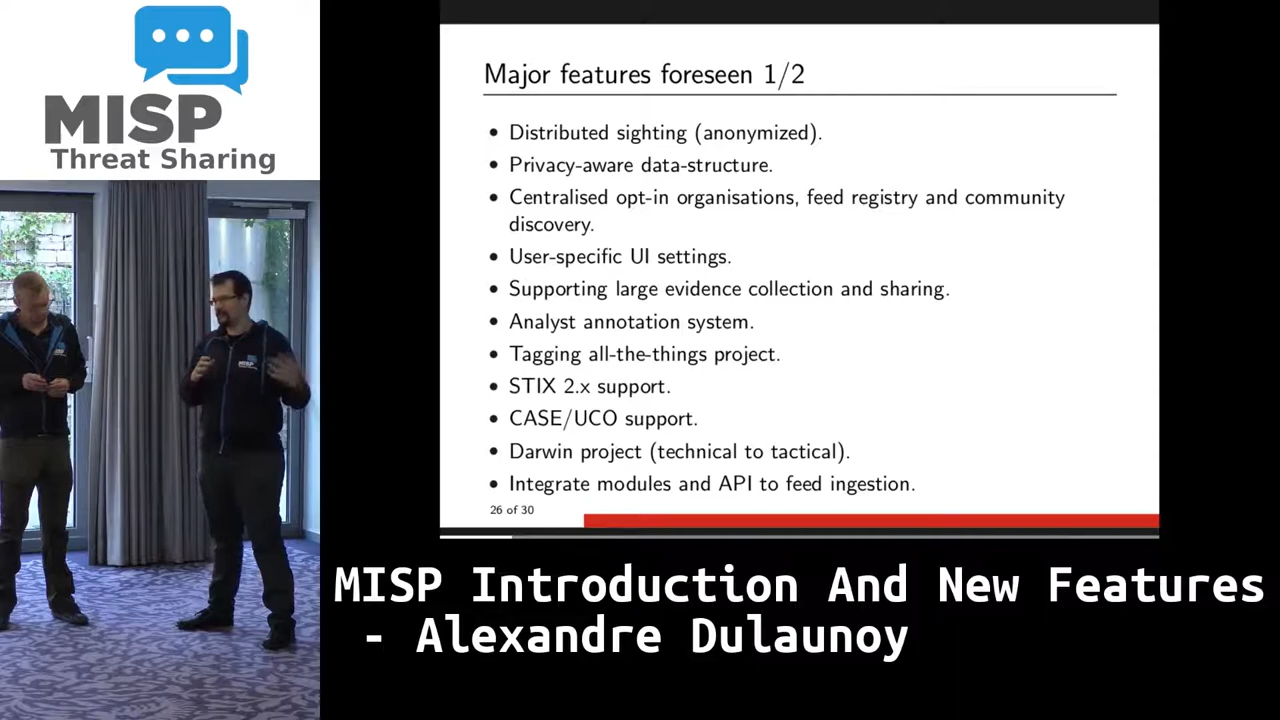 MISP
Threat Sharing
Major features foreseen 1/2
• Distributed sighting (anonymized).
• Privacy-aware data-structure.
• Centralised opt-in organisations, feed registry and community
discovery.
• User-specific UI settings.
• Supporting large evidence collection and sharing.
• Analyst annotation system.
• Tagging all-the-things project.
• STIX 2.x support.
• CASE/UCO support.
• Darwin project (technical to tactical).
• Integrate modules and API to feed ingestion.
26 of 30
MISP
MISP Introduction And New Features
- Alexandre Dulaunoy